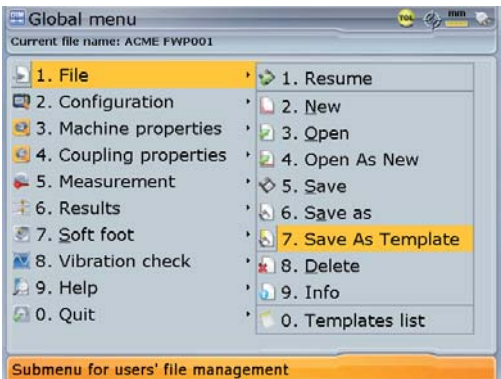 Global menu
TOL mm
Current file name: ACME FWP001
1. File
2. Configuration
3. Machine properties
4. Coupling properties
5. Measurement
6. Results
7. Soft foot
8. Vibration check
9. Help
0. Quit
1. Resume
2. New
3. Open
4. Open As New
5. Save
6. Save as
7. Save As Template
8. Delete
9. Info
0. Templates list
Submenu for users' file management